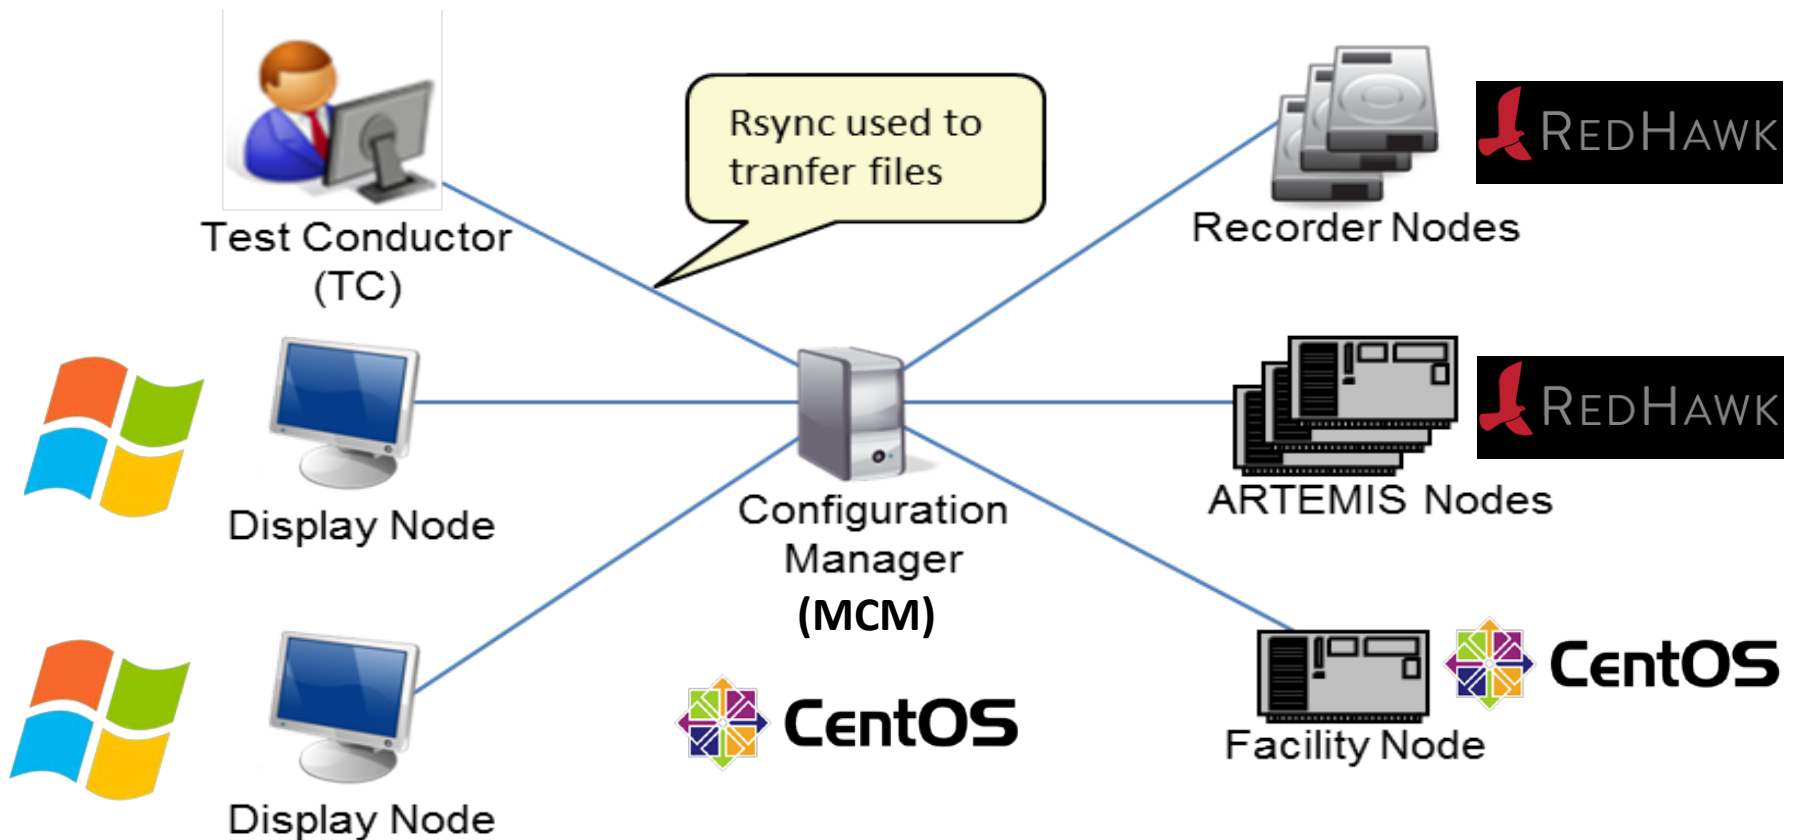 Rsync used to
tranfer files
REDHAWK
Test Conductor
(TC)
Recorder Nodes
REDHAWK
Display Node
Configuration
Manager
(MCM)
ARTEMIS Nodes
CentOS
CentOS
Facility Node
Display Node